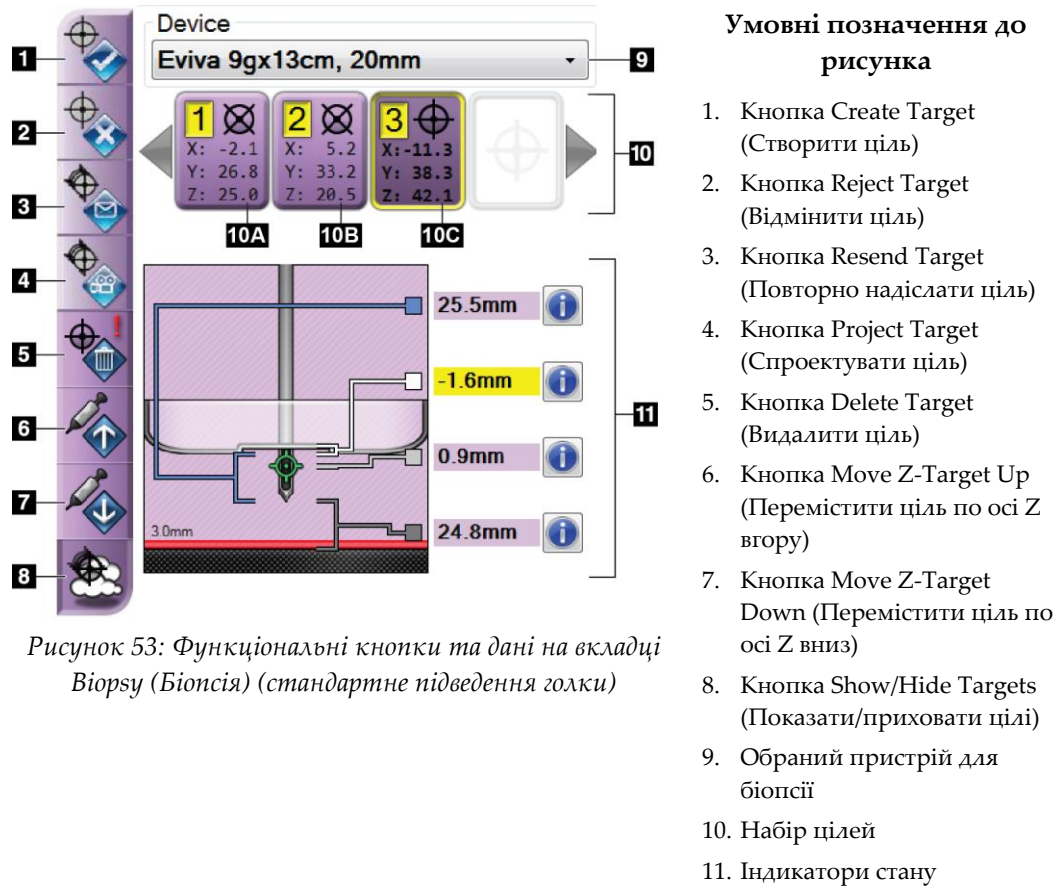 Device
1
Eviva 9gx13cm, 20mm
9
2
1
X: -2.1
Y: 26.8
Z: 25.0
2
X: 5.2
Y: 33.2
Z: 20.5
3
X:-11.3
Y: 38.3
Z: 42.1
10
3
10A
10B
10C
4
25.5mm
5
-1.6mm
11
6
0.9mm
7
3.0mm
24.8mm
8
Рисунок 53: Функціональні кнопки та дані на вкладці
Biopsy (Біопсія) (стандартне підведення голки)
Умовні позначення до
рисунка
1. Кнопка Create Target
(Створити ціль)
2. Кнопка Reject Target
(Відмінити ціль)
3. Кнопка Resend Target
(Повторно надіслати ціль)
4. Кнопка Project Target
(Спроектувати ціль)
5. Кнопка Delete Target
(Видалити ціль)
6. Кнопка Move Z-Target Up
(Перемістити ціль по осі Z
вгору)
7. Кнопка Move Z-Target
Down (Перемістити ціль по
осі Z вниз)
8. Кнопка Show/Hide Targets
(Показати/приховати цілі)
9. Обраний пристрій для
біопсії
10. Набір цілей
11. Індикатори стану